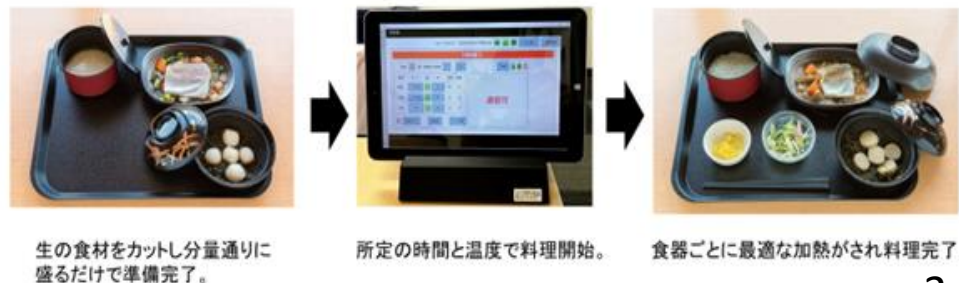 生の食材をカットし分量通りに
盛るだけで準備完了。
所定の時間と温度で料理開始。
食器ごとに最適な加熱がされ料理完了